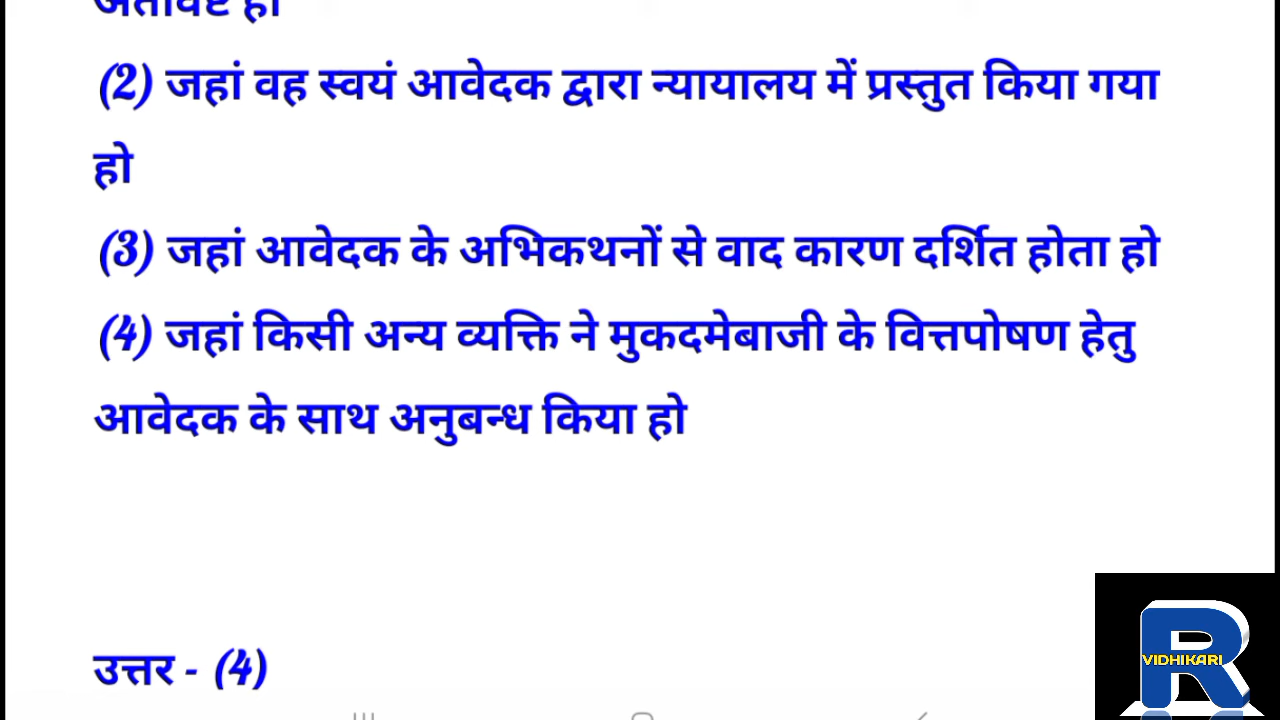 हो
(2) जहां वह स्वयं आवेदक द्वारा न्यायालय में प्रस्तुत किया गया
हो
(3) जहां आवेदक के अभिकथनों से वाद कारण दर्शित होता हो
(4) जहां किसी अन्य व्यक्ति ने मुकदमेबाजी के वित्तपोषण हेतु
आवेदक के साथ अनुबन्ध किया हो
उत्तर - (4)
VIDHIKARI
R